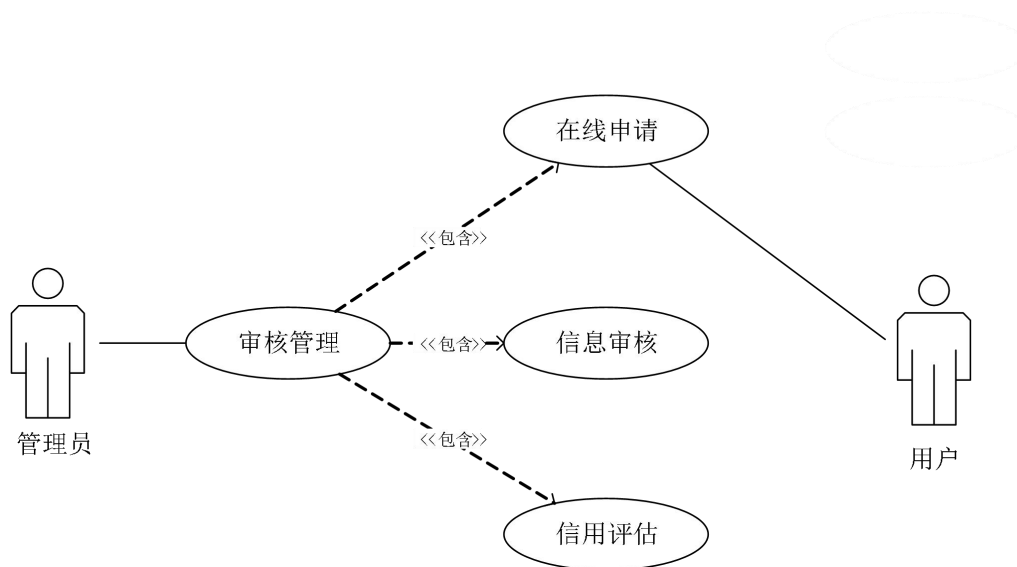 在线申请
<<包含>>
审核管理
<<包含>>
信息审核
<<包含>>
管理员
用户
信用评估